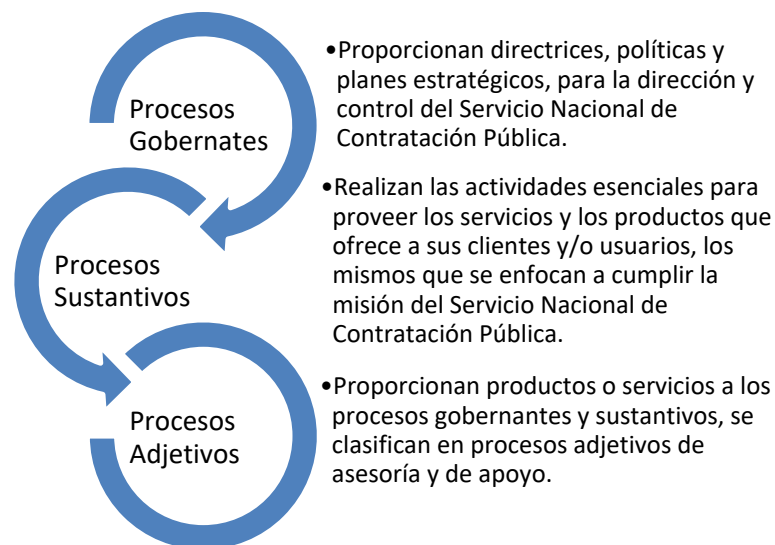 Procesos
Gobernates
•Proporcionan directrices, políticas y
planes estratégicos, para la dirección y
control del Servicio Nacional de
Contratación Pública.
Procesos
Sustantivos
•Realizan las actividades esenciales para
proveer los servicios y los productos que
ofrece a sus clientes y/o usuarios, los
mismos que se enfocan a cumplir la
misión del Servicio Nacional de
Contratación Pública.
Procesos
Adjetivos
•Proporcionan productos o servicios a los
procesos gobernantes y sustantivos, se
clasifican en procesos adjetivos de
asesoría y de apoyo.